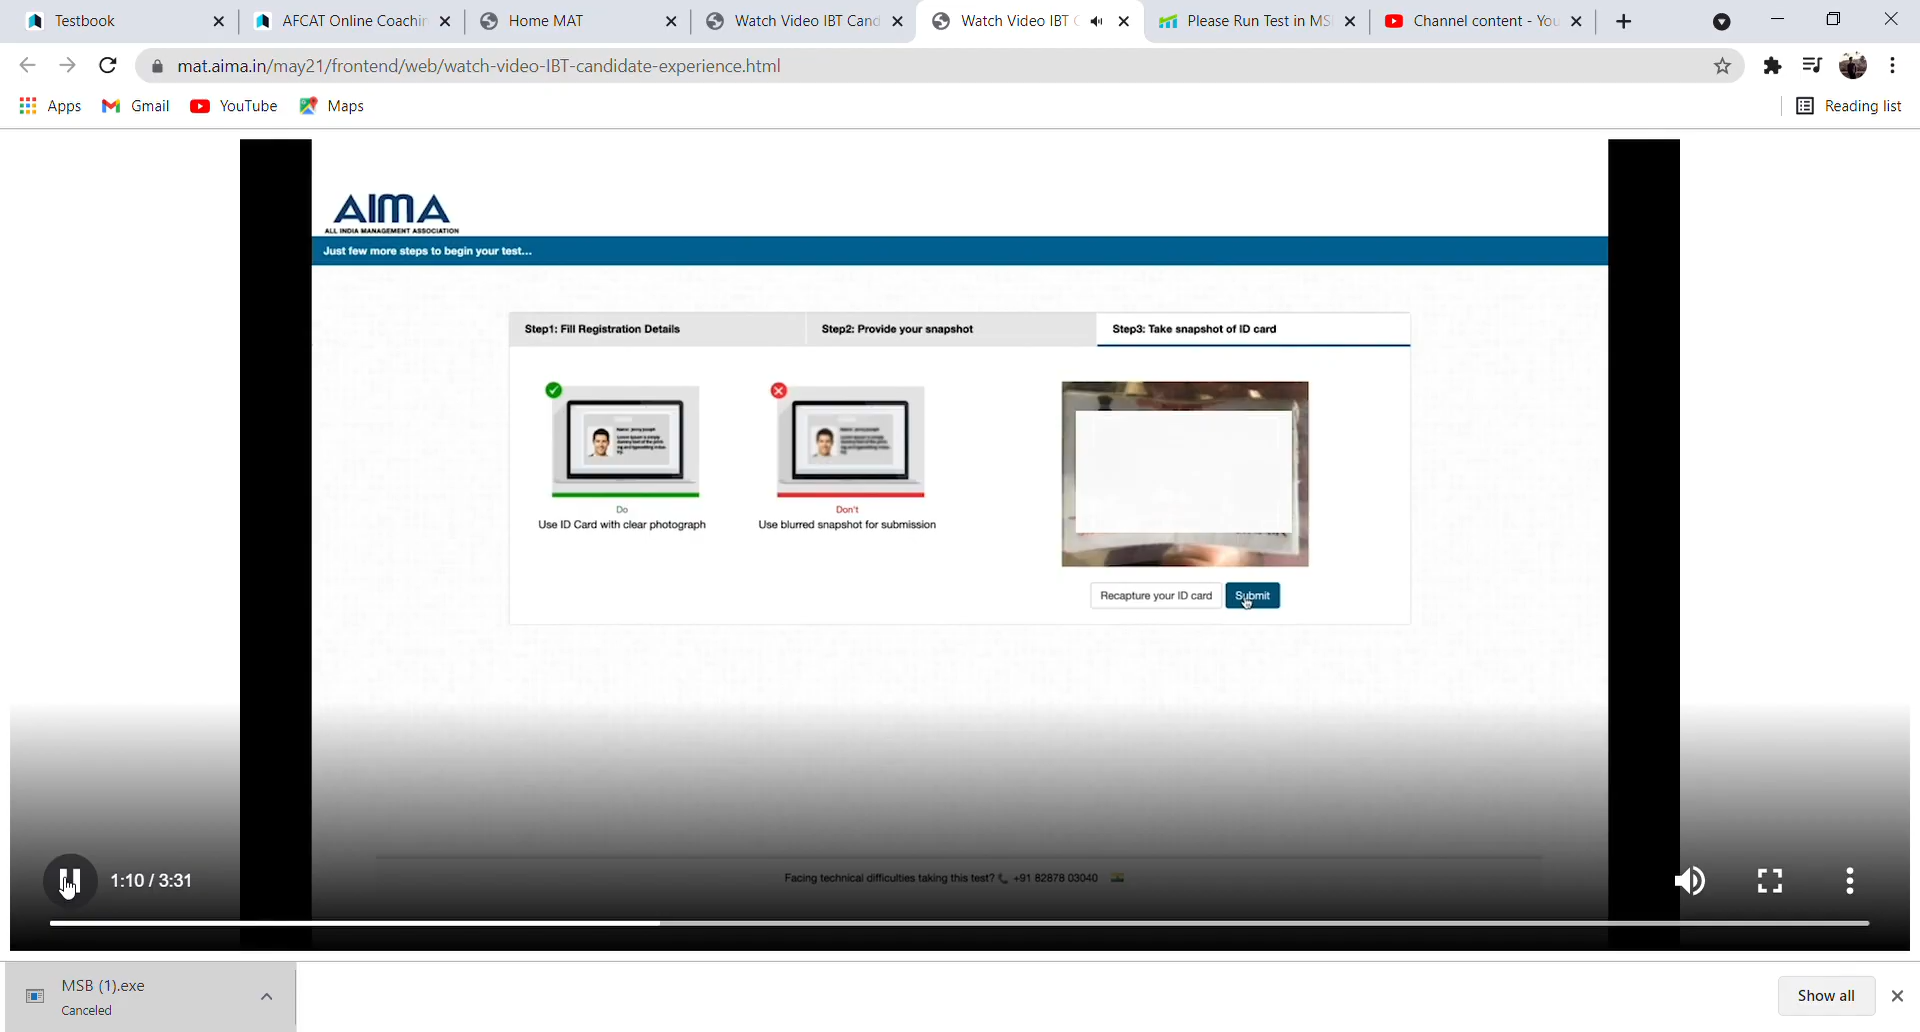 Testbook
AFCAT Online Coachin
Home MAT
Watch Video IBT Cand
Watch Video IBT C
Please Run Test in MS
Channel content - You
mat.aima.in/may21/frontend/web/watch-video-IBT-candidate-experience.html
Apps
Gmail
YouTube
Maps
Reading list
AIMA
ALL INDIA MANAGEMENT ASSOCIATION
Just few more steps to begin your test...
Step1: Fill Registration Details
Step2: Provide your snapshot
Step3: Take snapshot of ID card
Do
Use ID Card with clear photograph
Don't
Use blurred snapshot for submission
Recapture your ID card
Submit
Facing technical difficulties taking this test? +91 82878 03040
1:10 / 3:31
MSB (1).exe
Canceled
Show all